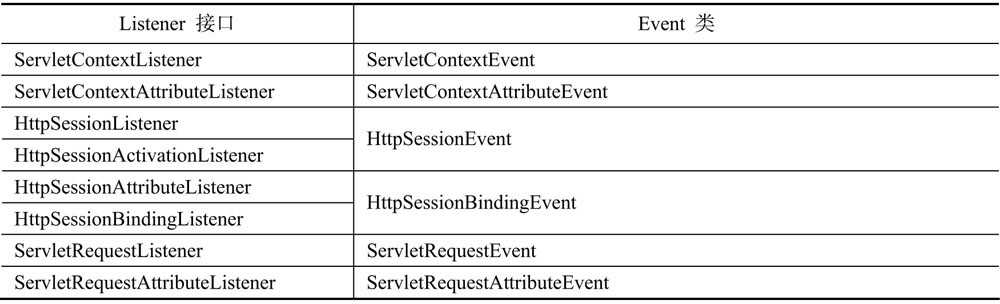 Listener 接口 Event 类
ServletContextListener ServletContextEvent
ServletContextAttributeListener ServletContextAttributeEvent
HttpSessionListener
HttpSessionEvent
HttpSessionActivationListener
HttpSessionAttributeListener
HttpSessionBindingEvent
HttpSessionBindingListener
ServletRequestListener ServletRequestEvent
ServletRequestAttributeListener ServletRequestAttributeEvent